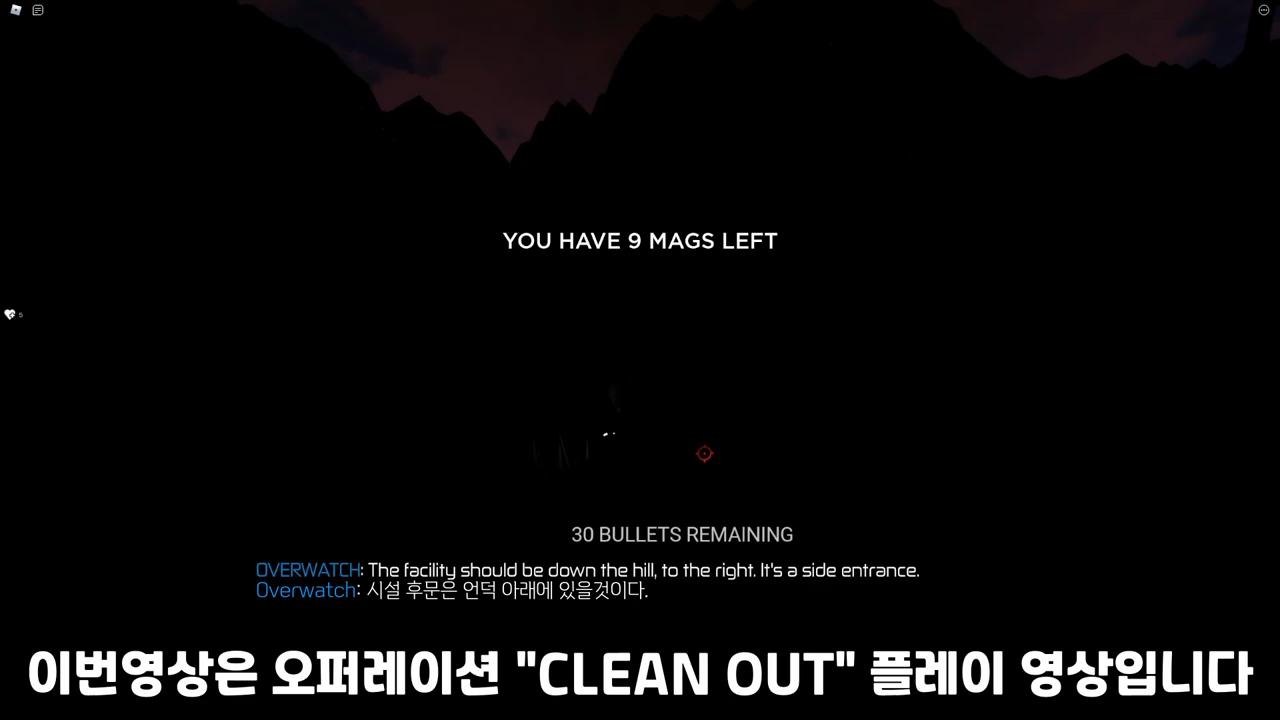 YOU HAVE 9 MAGS LEFT
5
30 BULLETS REMAINING
OVERWATCH: The facility should be down the hill, to the right. It's a side entrance.
Overwatch: 시설 후문은 언덕 아래에 있을것이다.
이번영상은 오퍼레이션 "CLEAN OUT" 플레이 영상입니다